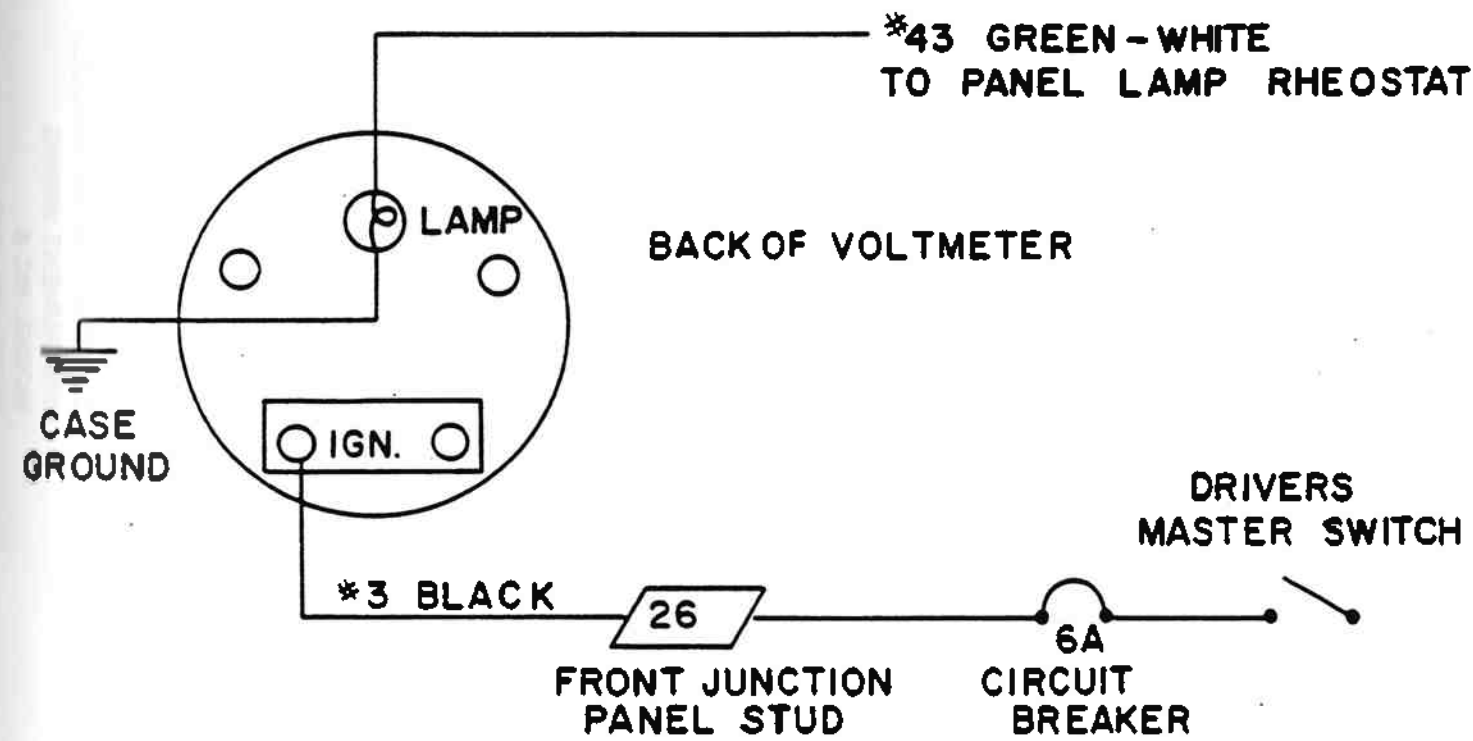 *43 GREEN-WHITE
TO PANEL LAMP RHEOSTAT
LAMP
BACK OF VOLTMETER
CASE
GROUND
IGN.
DRIVERS
MASTER SWITCH
*3 BLACK
26
6A
FRONT JUNCTION
PANEL STUD
CIRCUIT
BREAKER